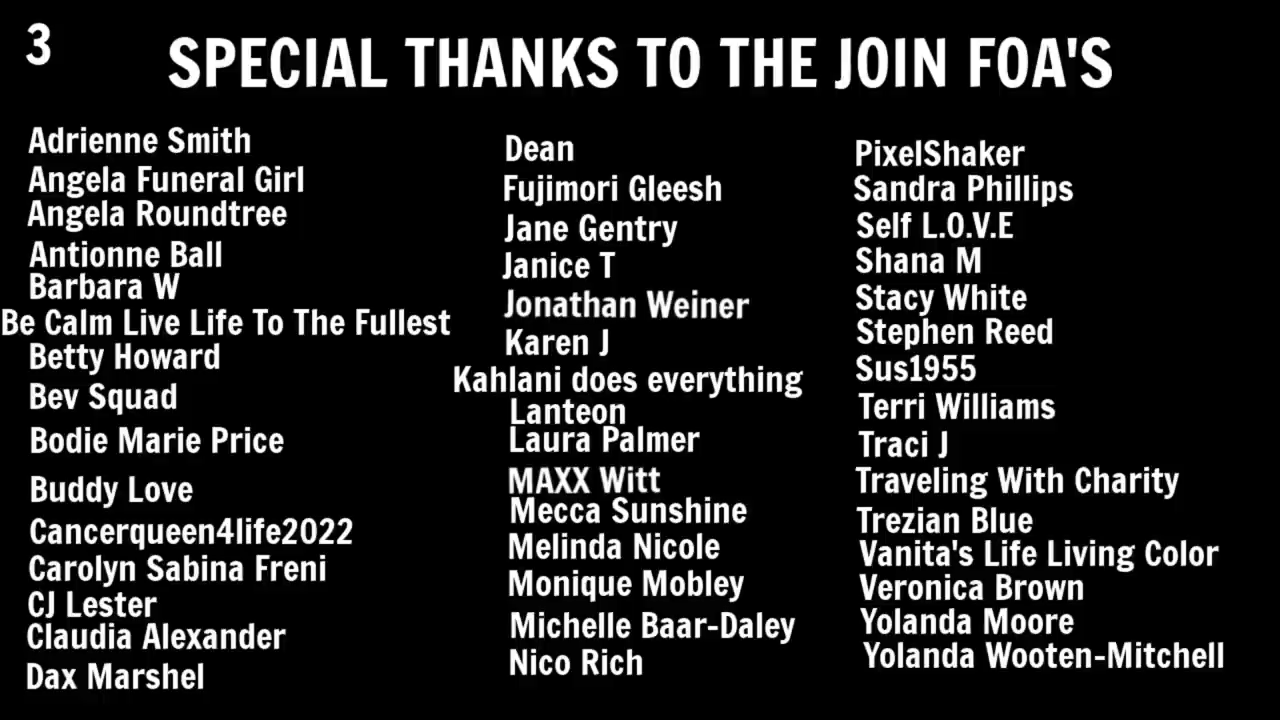 3
SPECIAL THANKS TO THE JOIN FOA'S
Adrienne Smith
Angela Funeral Girl
Angela Roundtree
Antionne Ball
Barbara W
Be Calm Live Life To The Fullest
Betty Howard
Bev Squad
Bodie Marie Price
Buddy Love
Cancerqueen4life2022
Carolyn Sabina Freni
CJ Lester
Claudia Alexander
Dax Marshel
Dean
Fujimori Gleesh
Jane Gentry
Janice T
Jonathan Weiner
Karen J
Kahlani does everything
Lanteon
Laura Palmer
MAXX Witt
Mecca Sunshine
Melinda Nicole
Monique Mobley
Michelle Baar-Daley
Nico Rich
PixelShaker
Sandra Phillips
Self L.O.V.E
Shana M
Stacy White
Stephen Reed
Sus1955
Terri Williams
Traci J
Traveling With Charity
Trezian Blue
Vanita's Life Living Color
Veronica Brown
Yolanda Moore
Yolanda Wooten-Mitchell